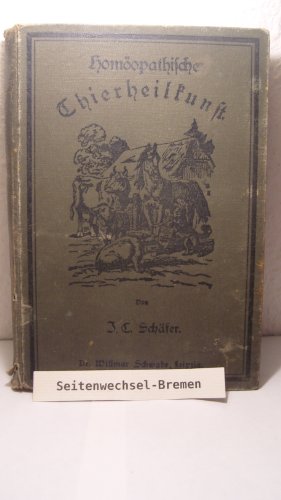 Homöopathische
Thierheilkunst.
Von
J. C. Schäfer.
Dr. Willmar Schwabe, Leipzig.
Seitenwechsel-Bremen